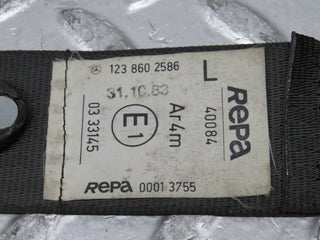 123 860 2586
31.10.83
L
RePa
40084
Ar4m
E1
03 33145
RePa 0001 3755